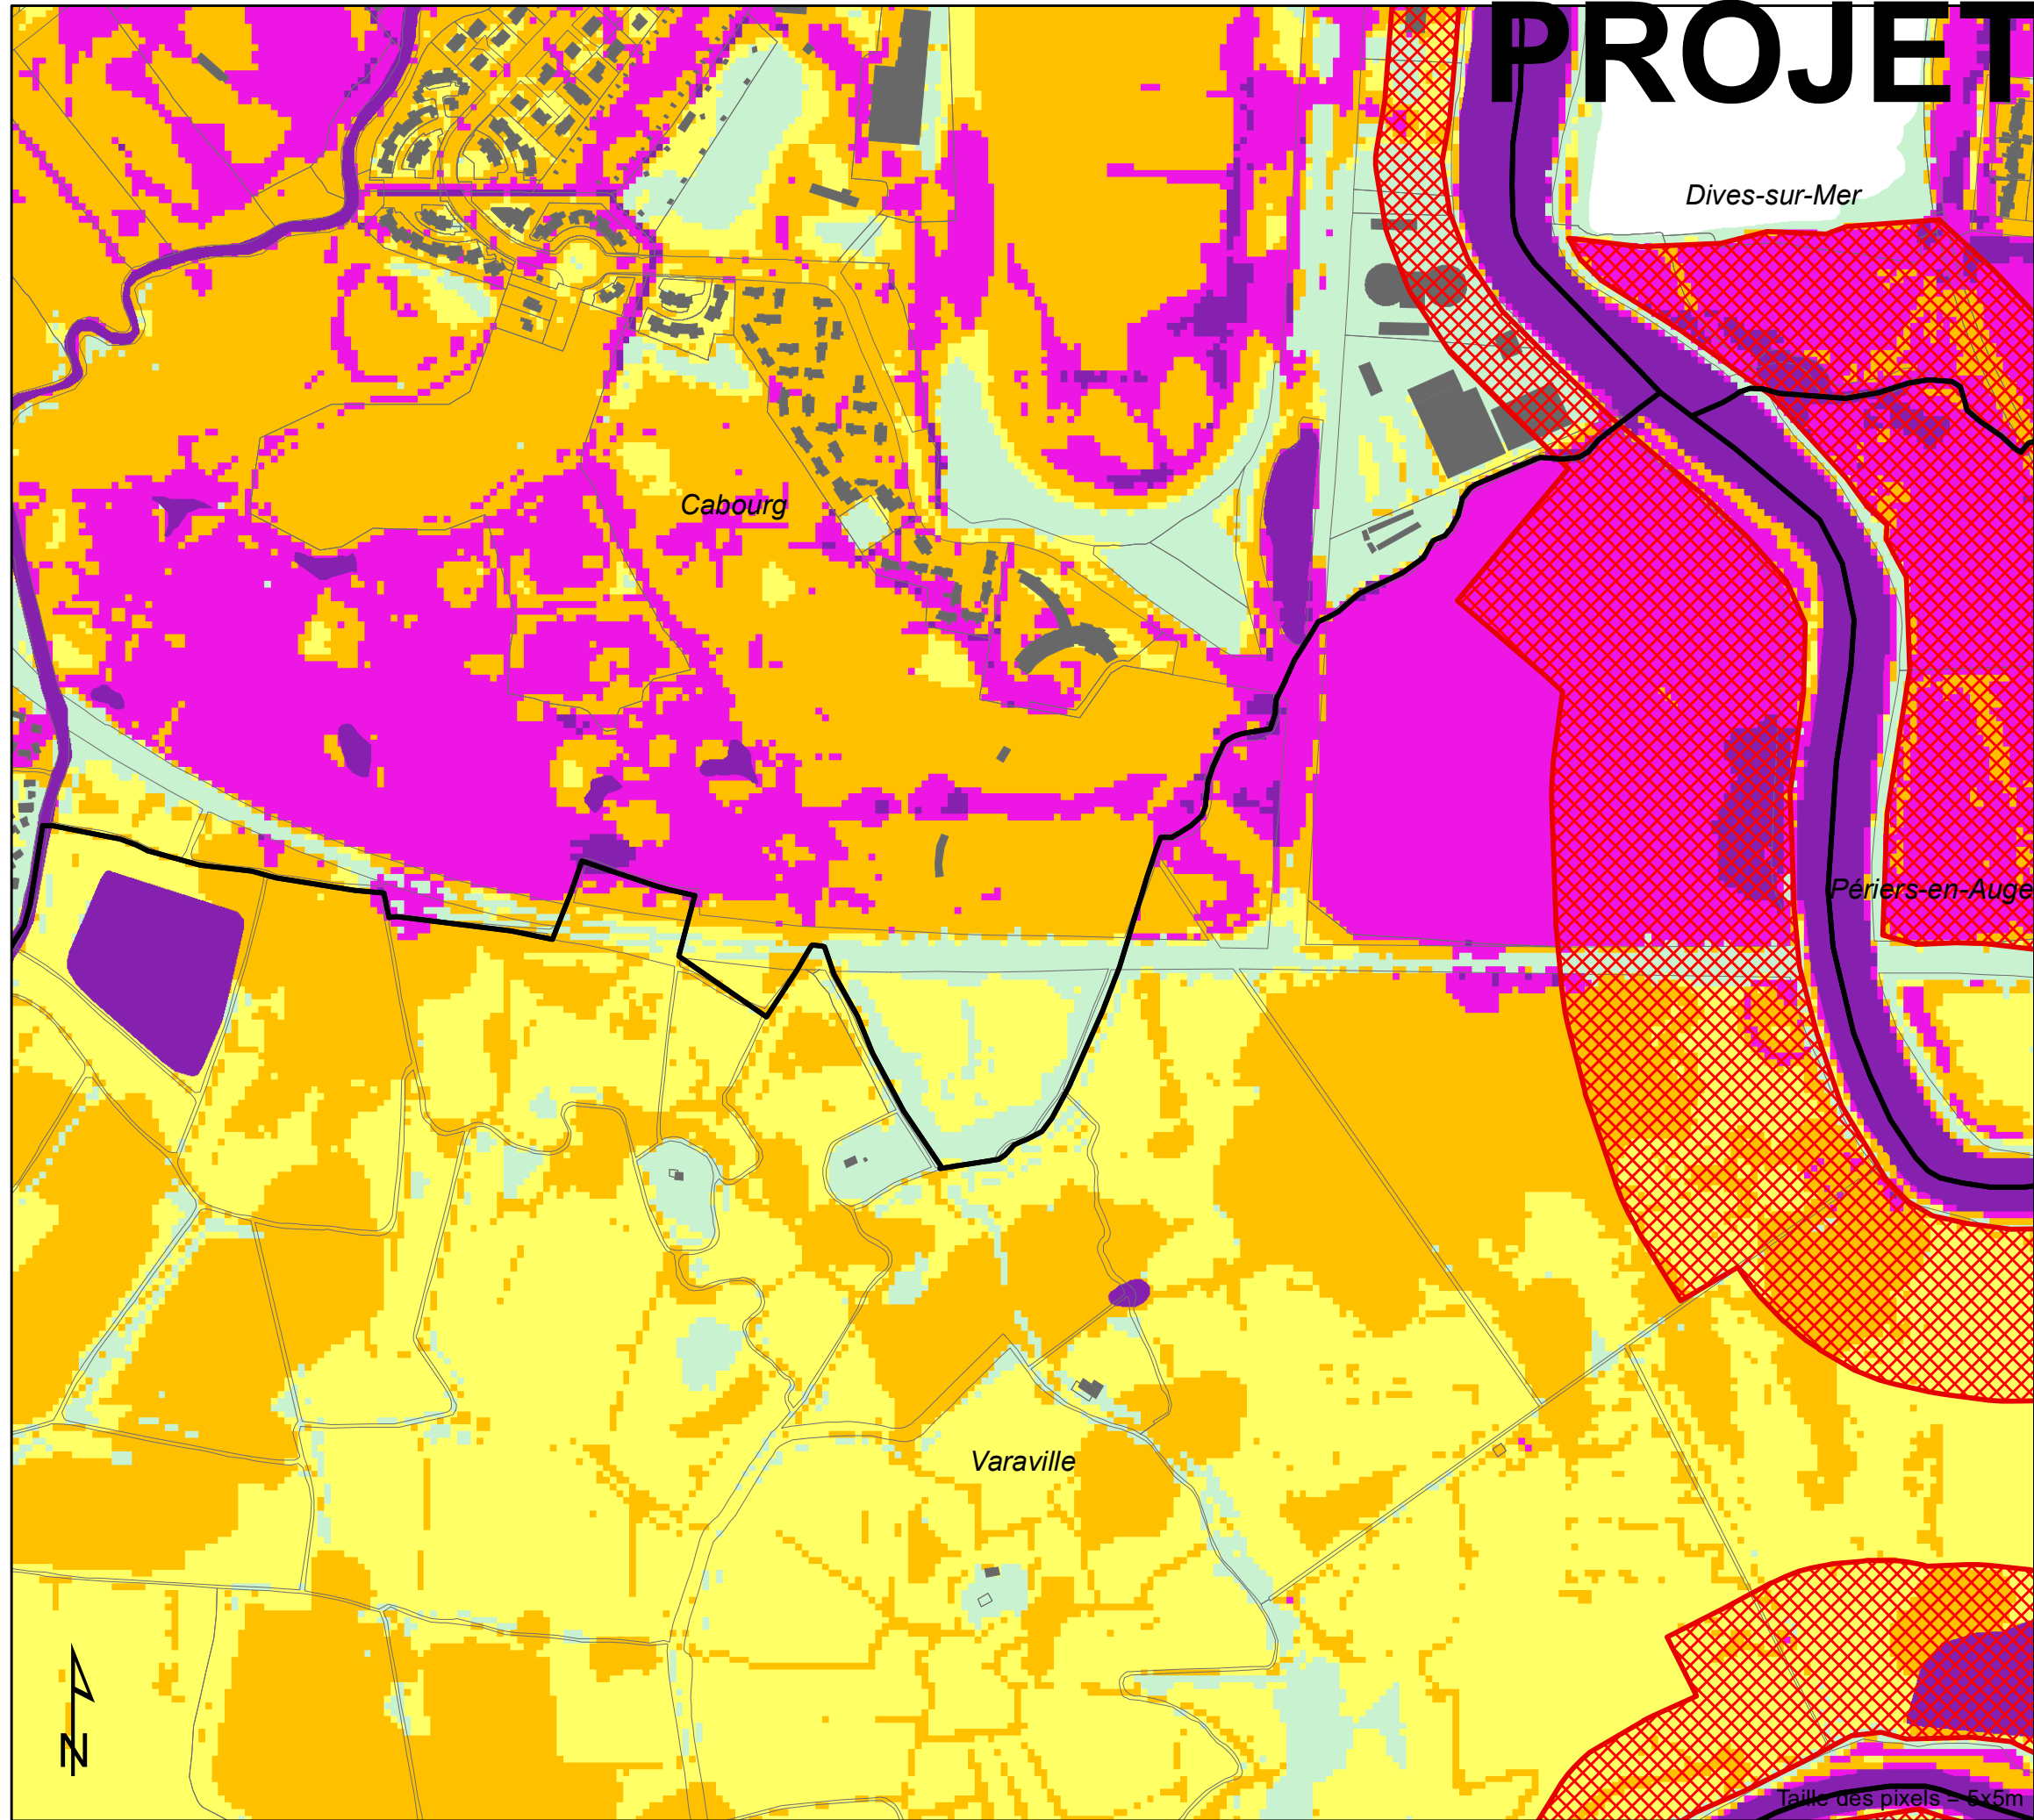 PROJET
Dives-sur-Mer
Cabourg
Périers-en-Auge
Varaville
N
Taille des pixels = 5x5m